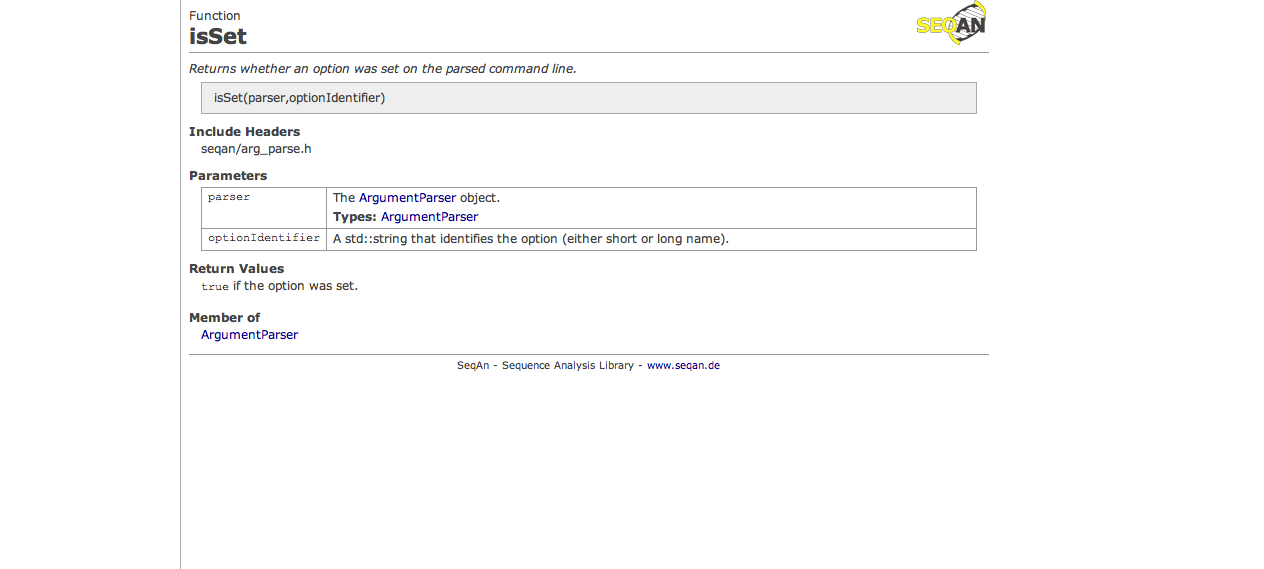 Function
SEQAN
isSet
Returns whether an option was set on the parsed command line.
isSet(parser,optionIdentifier)
Include Headers
seqan/arg_parse.h
Parameters
parser The ArgumentParser object.
Types: ArgumentParser
optionIdentifier A std::string that identifies the option (either short or long name).
Return Values
true if the option was set.
Member of
ArgumentParser
SeqAn - Sequence Analysis Library - www.seqan.de